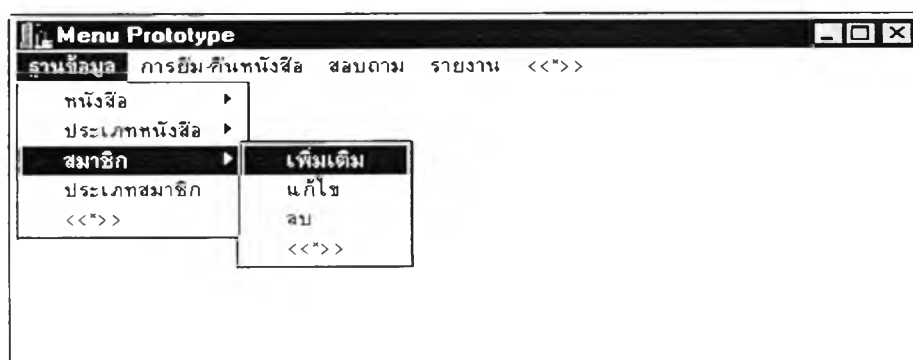 Menu Prototype
ฐานข้อมูล การยืม-คืนหนังสือ สอบถาม รายงาน <<*>>
หนังสือ
ประเภทหนังสือ
สมาชิก
ประเภทสมาชิก
<<*>>
เพิ่มเติม
แก้ไข
ลบ
<<*>>